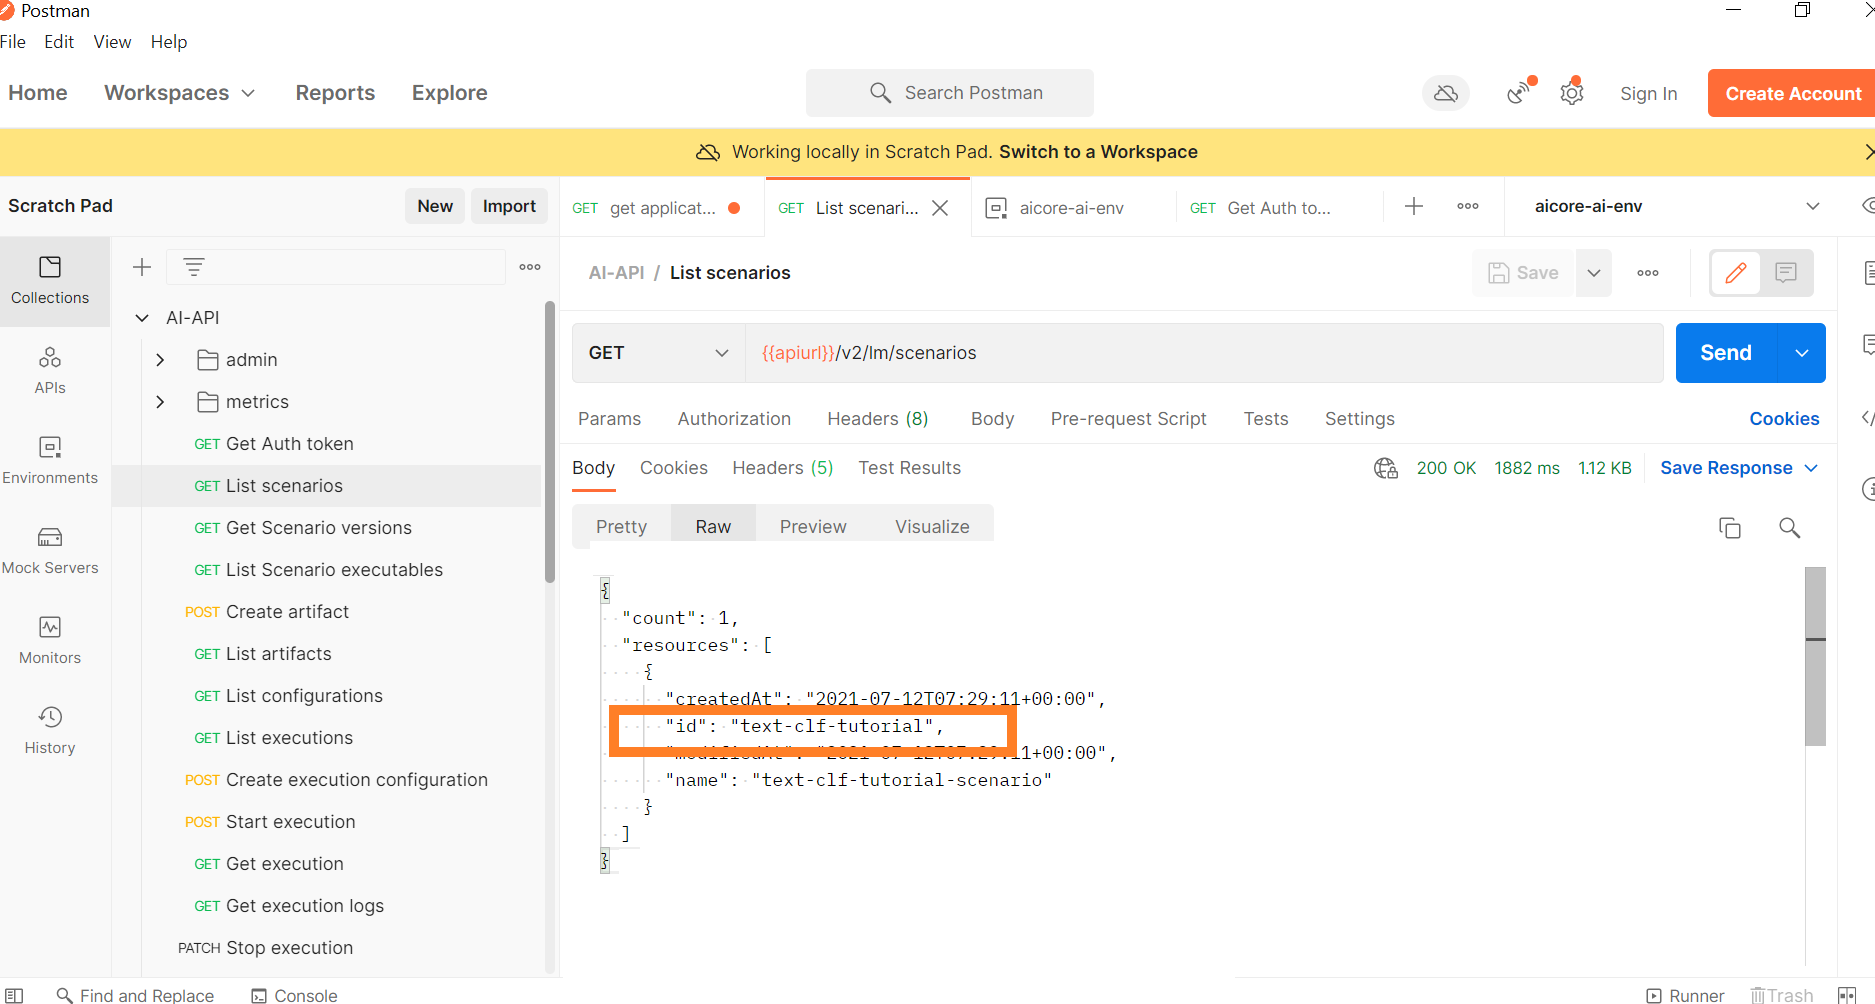 Postman
File Edit View Help
Home Workspaces Reports Explore Search Postman Sign In Create Account
Working locally in Scratch Pad. Switch to a Workspace
Scratch Pad New Import
GET get applicat... GET List scenari... aicore-ai-env GET Get Auth to... aicore-ai-env
Collections
APIs
Environments
Mock Servers
Monitors
History
AI-API
admin
metrics
GET Get Auth token
GET List scenarios
GET Get Scenario versions
GET List Scenario executables
POST Create artifact
GET List artifacts
GET List configurations
GET List executions
POST Create execution configuration
POST Start execution
GET Get execution
GET Get execution logs
PATCH Stop execution
AI-API / List scenarios Save
GET {{apiurl}}/v2/lm/scenarios Send
Params Authorization Headers (8) Body Pre-request Script Tests Settings Cookies
Body Cookies Headers (5) Test Results 200 OK 1882 ms 1.12 KB Save Response
Pretty Raw Preview Visualize
{
"count": 1,
"resources": [
{
"createdAt": "2021-07-12T07:29:11+00:00",
"id": "text-clf-tutorial",
"modifiedAt": "2021-07-12T07:29:11+00:00",
"name": "text-clf-tutorial-scenario"
}
]
}
Find and Replace Console Runner Trash